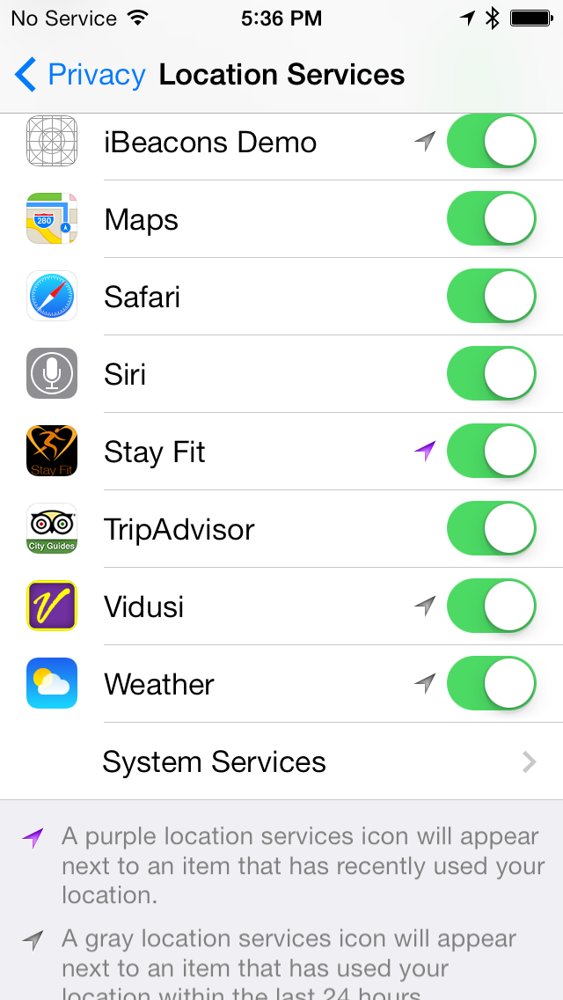 No Service 5:36 PM
Privacy Location Services
iBeacons Demo
280
Maps
Safari
Siri
Stay Fit
Stay Fit
City Guides
TripAdvisor
V
Vidusi
Weather
System Services
A purple location services icon will appear
next to an item that has recently used your
location.
A gray location services icon will appear
next to an item that has used your
location within the last 24 hours.